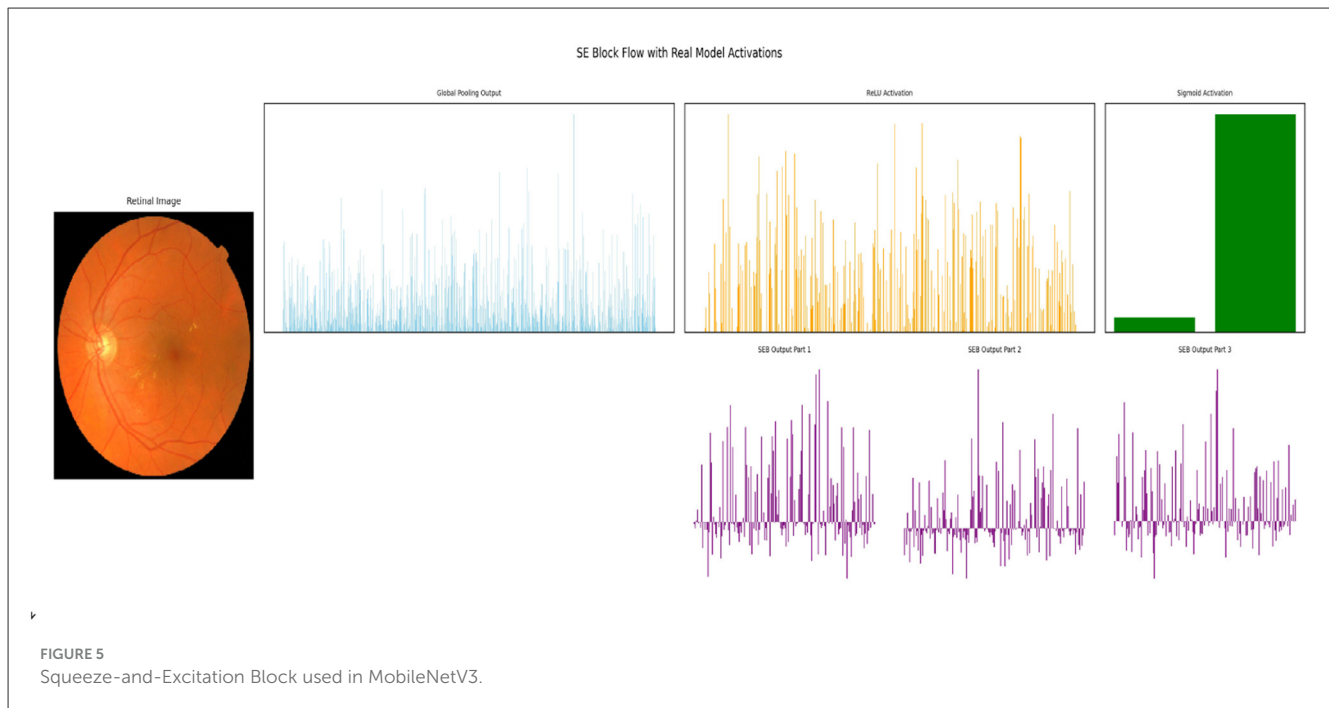 SE Block Flow with Real Model Activations
Global Pooling Output
ReLU Activation
Sigmoid Activation
Retinal Image
SEB Output Part 1
SEB Output Part 2
SEB Output Part 3
FIGURE 5
Squeeze-and-Excitation Block used in MobileNetV3.